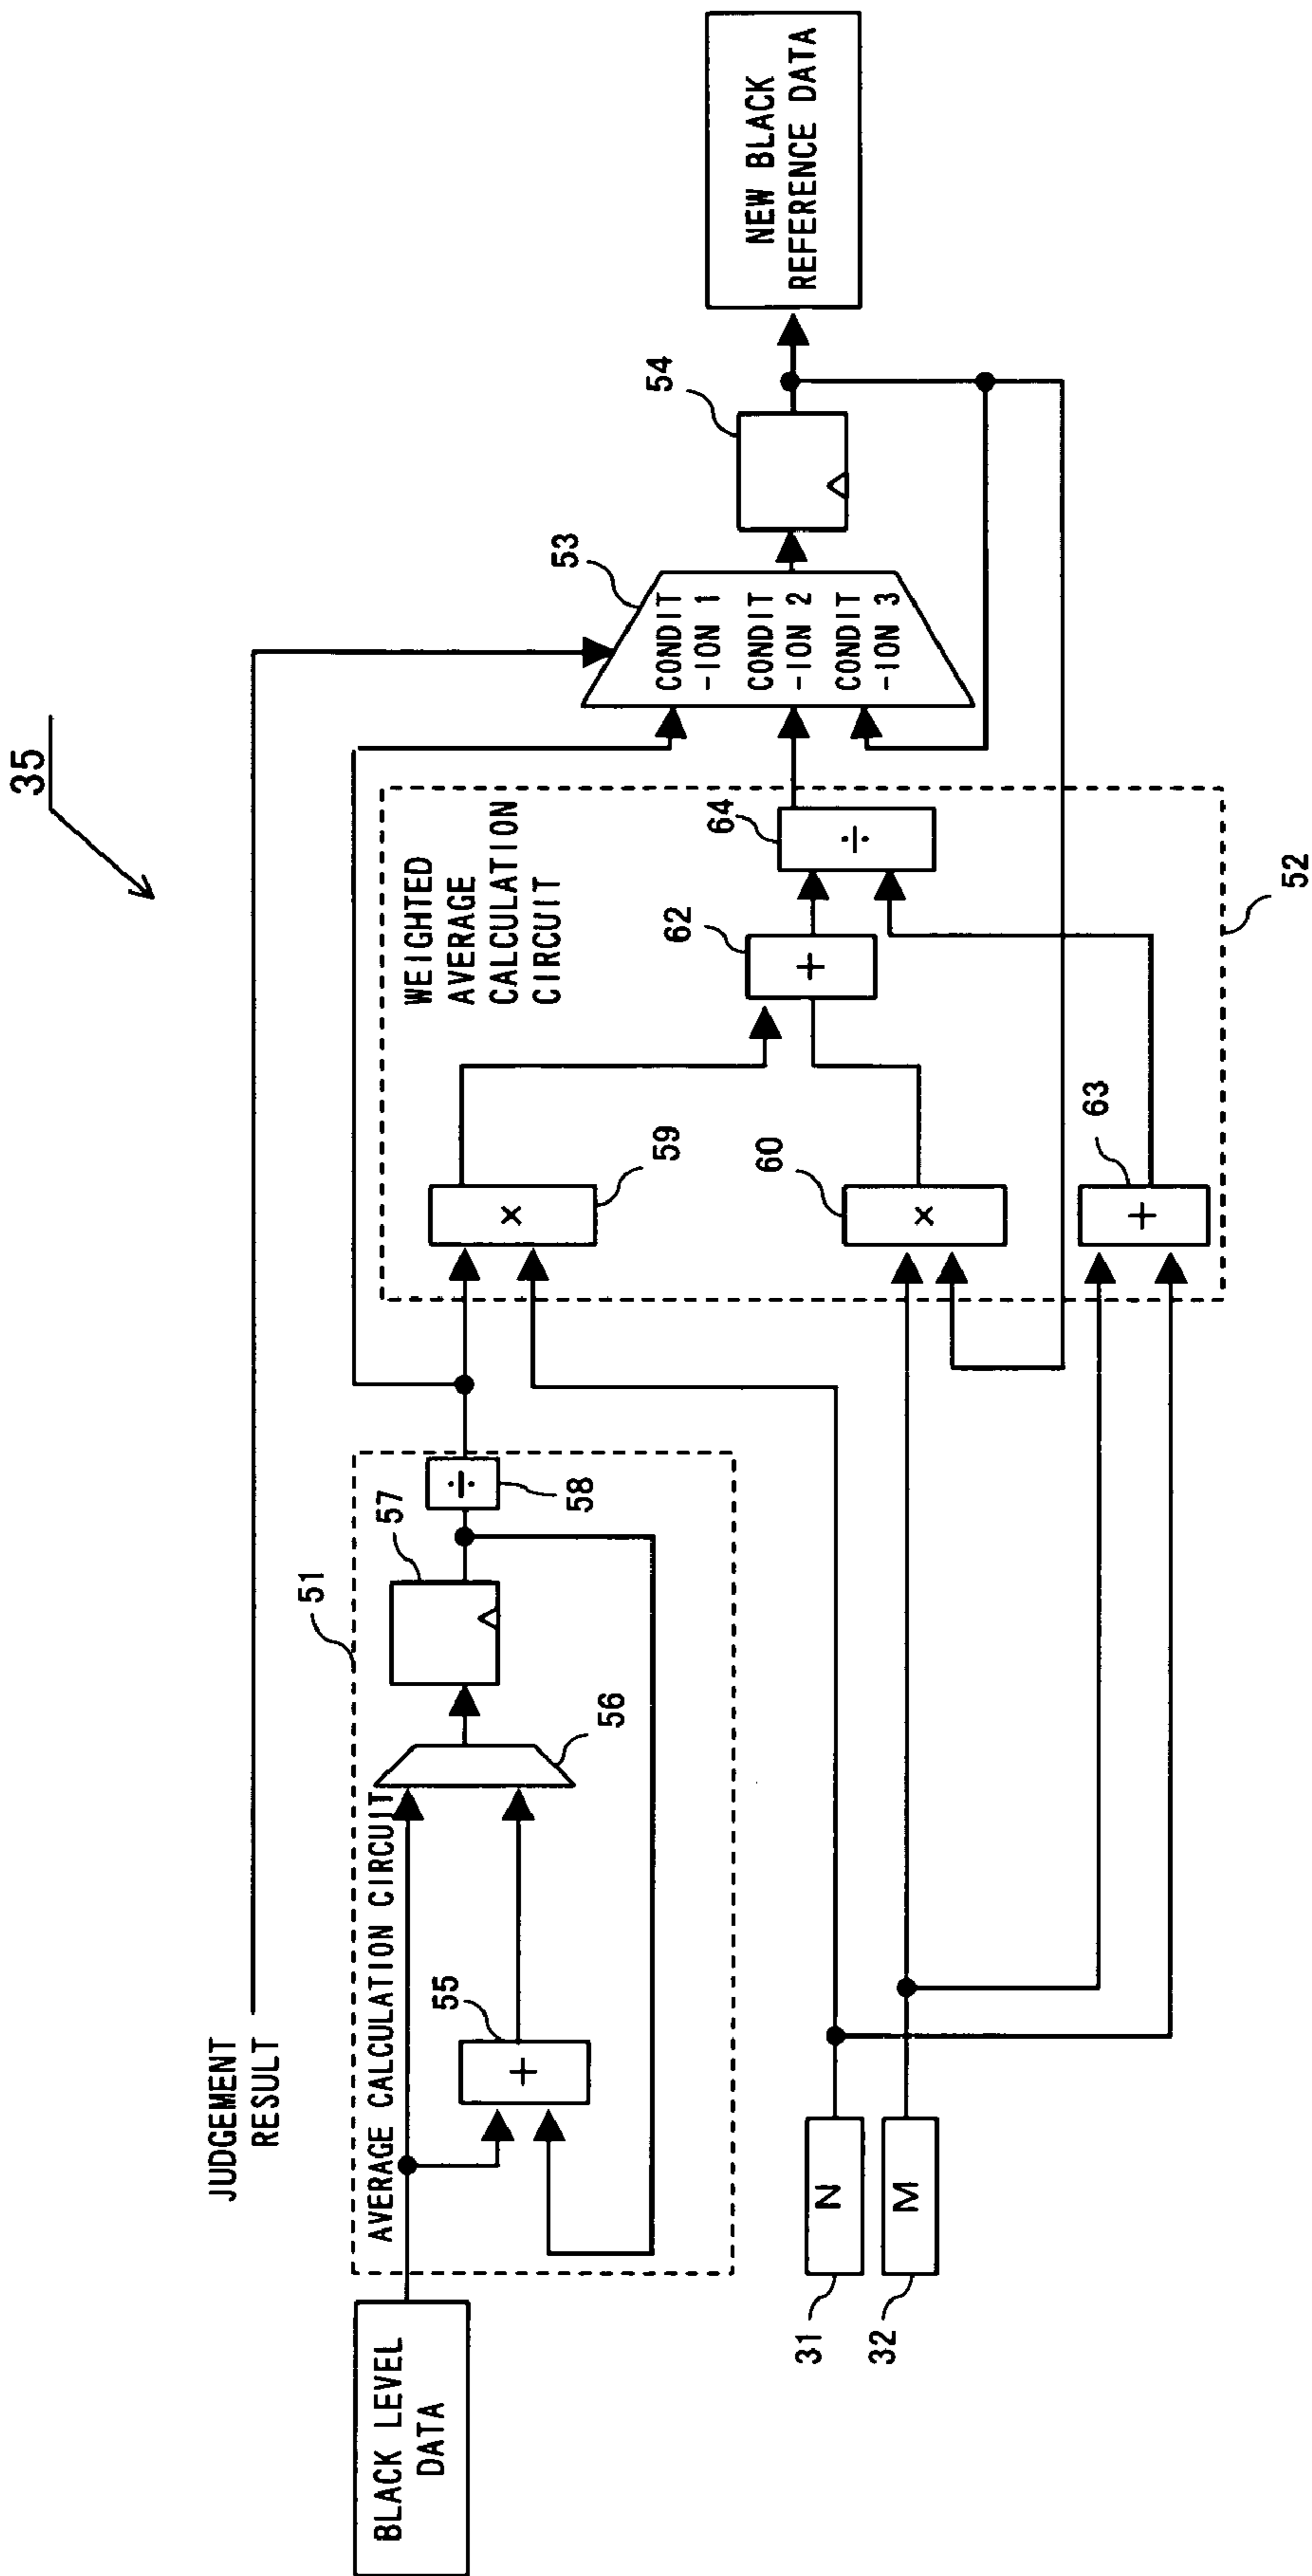 35
JUDGEMENT
RESULT
51
AVERAGE CALCULATION CIRCUIT
BLACK LEVEL
DATA
55
+
56
57
÷
58
WEIGHTED
AVERAGE
CALCULATION
CIRCUIT
×
59
×
60
+
62
+
63
÷
64
52
31
N
32
M
53
CONDIT
-ION 1
CONDIT
-ION 2
CONDIT
-ION 3
54
NEW BLACK
REFERENCE DATA